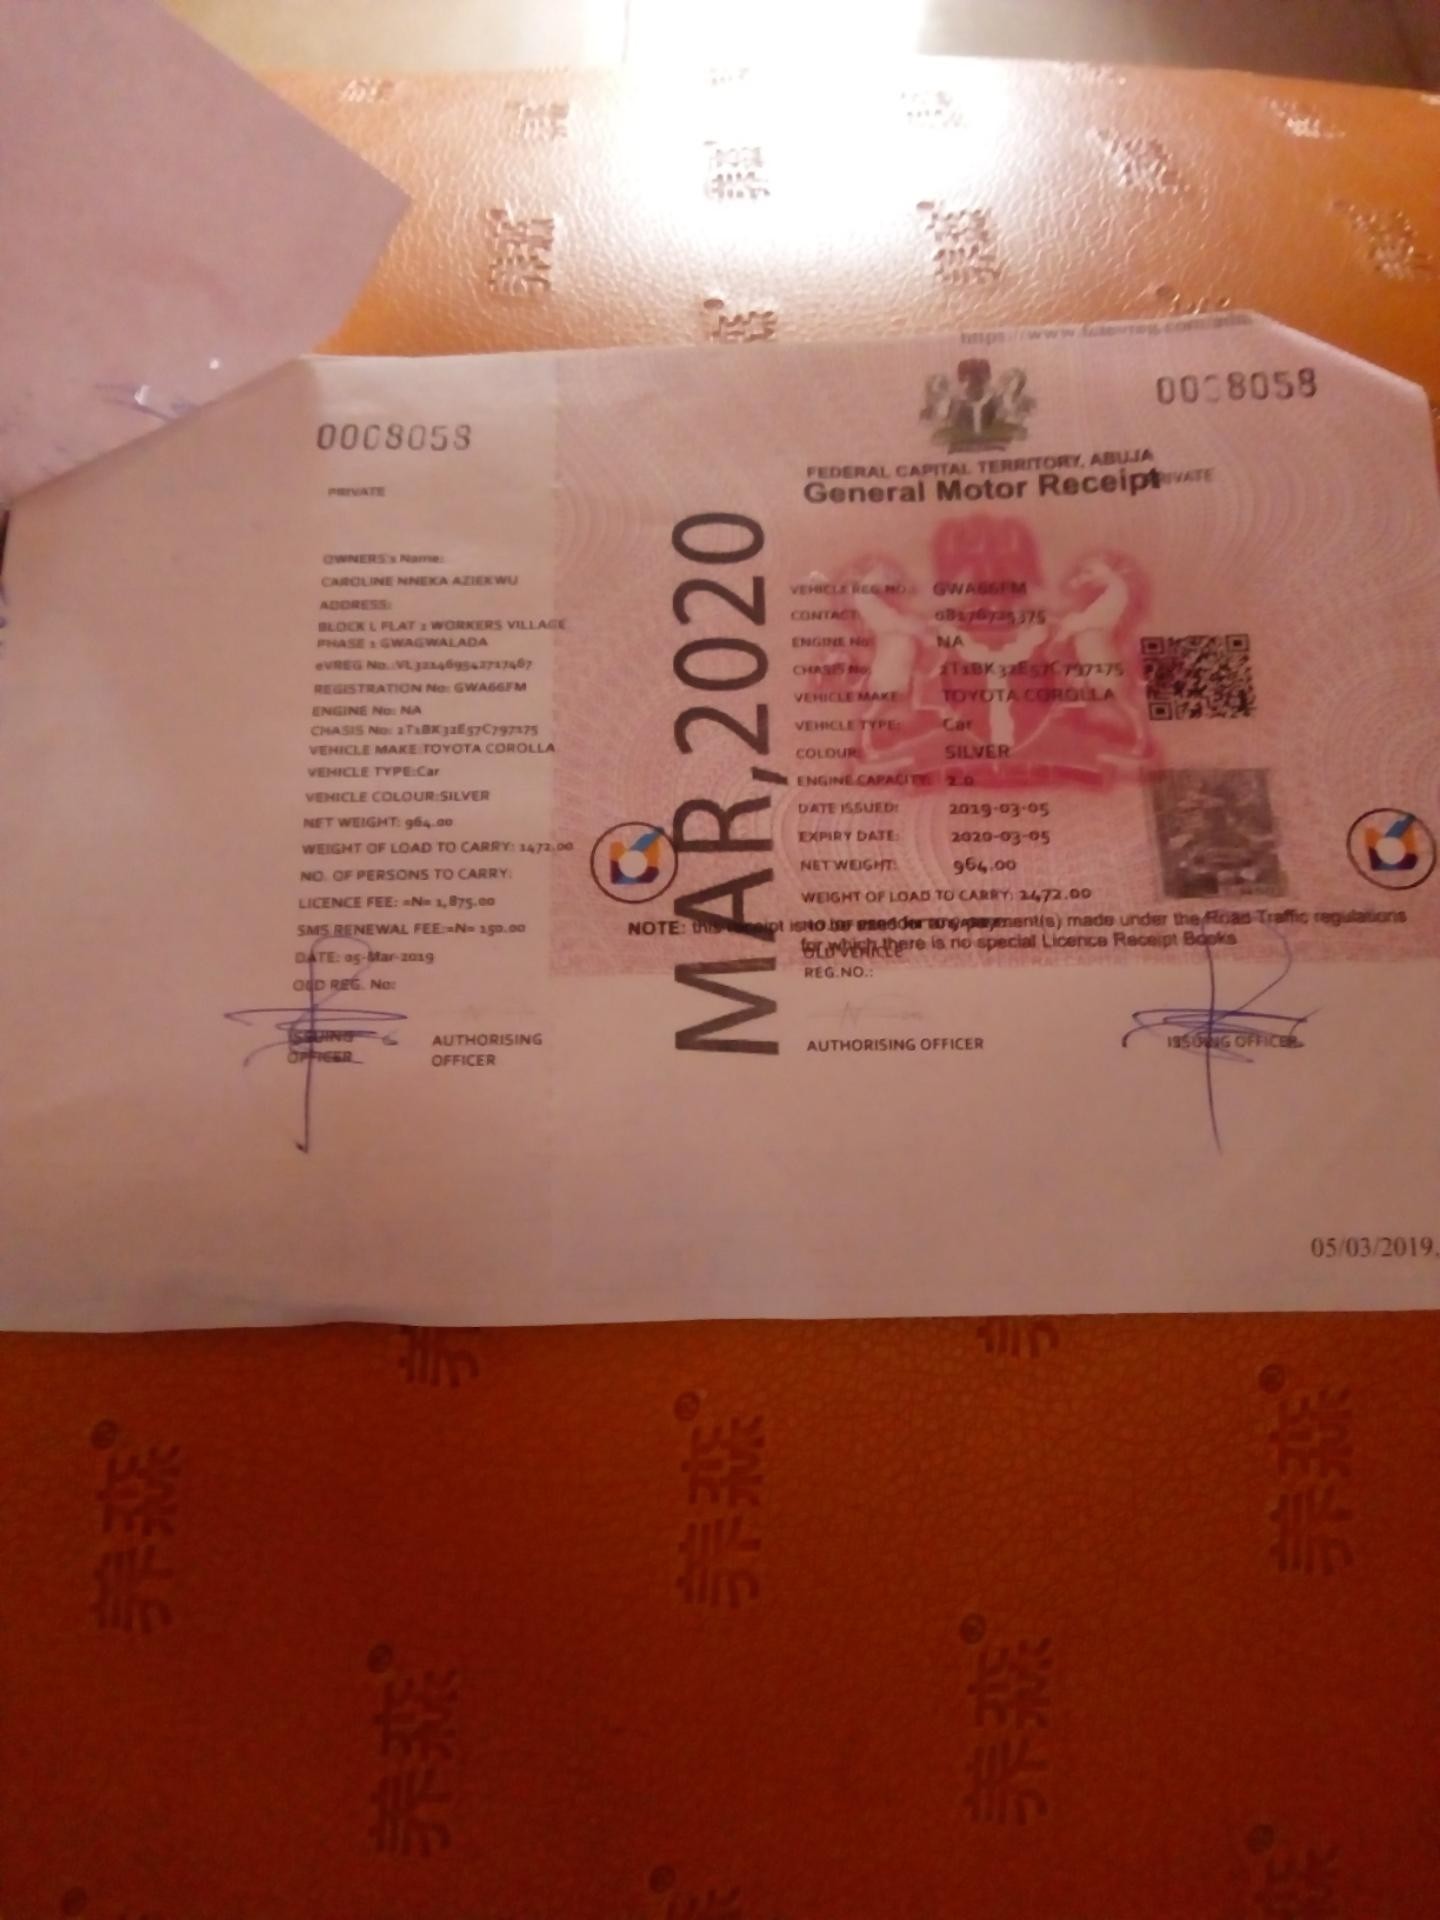 0008058
PRIVATE
OWNERS's Name:
CAROLINE NNEKA AZIEKWU
ADDRESS:
BLOCK L FLAT 2 WORKERS VILLAGE
PHASE 1 GWAGWALADA
eVREG No.:VL321469542717467
REGISTRATION No: GWA66FM
ENGINE No: NA
CHASIS No: 2T1BK32E57C797175
VEHICLE MAKE:TOYOTA COROLLA
VEHICLE TYPE:Car
VEHICLE COLOUR:SILVER
NET WEIGHT: 964.00
WEIGHT OF LOAD TO CARRY: 1472.00
NO. OF PERSONS TO CARRY:
LICENCE FEE: =N= 1,875.00
SMS RENEWAL FEE:=N= 150.00
DATE: 05-Mar-2019
OLD REG. No:
ISSUING OFFICER
AUTHORISING OFFICER
MAR,2020
0008058
FEDERAL CAPITAL TERRITORY, ABUJA
General Motor Receipt PRIVATE
VEHICLE REG NO.: GWA66FM
CONTACT:
ENGINE No: NA
CHASIS No: 2T1BK32E57C797175
VEHICLE MAKE: TOYOTA COROLLA
VEHICLE TYPE: Car
COLOUR: SILVER
ENGINE CAPACITY: 2.0
DATE ISSUED: 2019-03-05
EXPIRY DATE: 2020-03-05
NET WEIGHT: 964.00
WEIGHT OF LOAD TO CARRY: 1472.00
NOTE: this receipt is to be used for any payment(s) made under the Road Traffic regulations
for which there is no special Licence Receipt Books
OLD VEHICLE
REG.NO.:
AUTHORISING OFFICER
ISSUING OFFICER
05/03/2019,